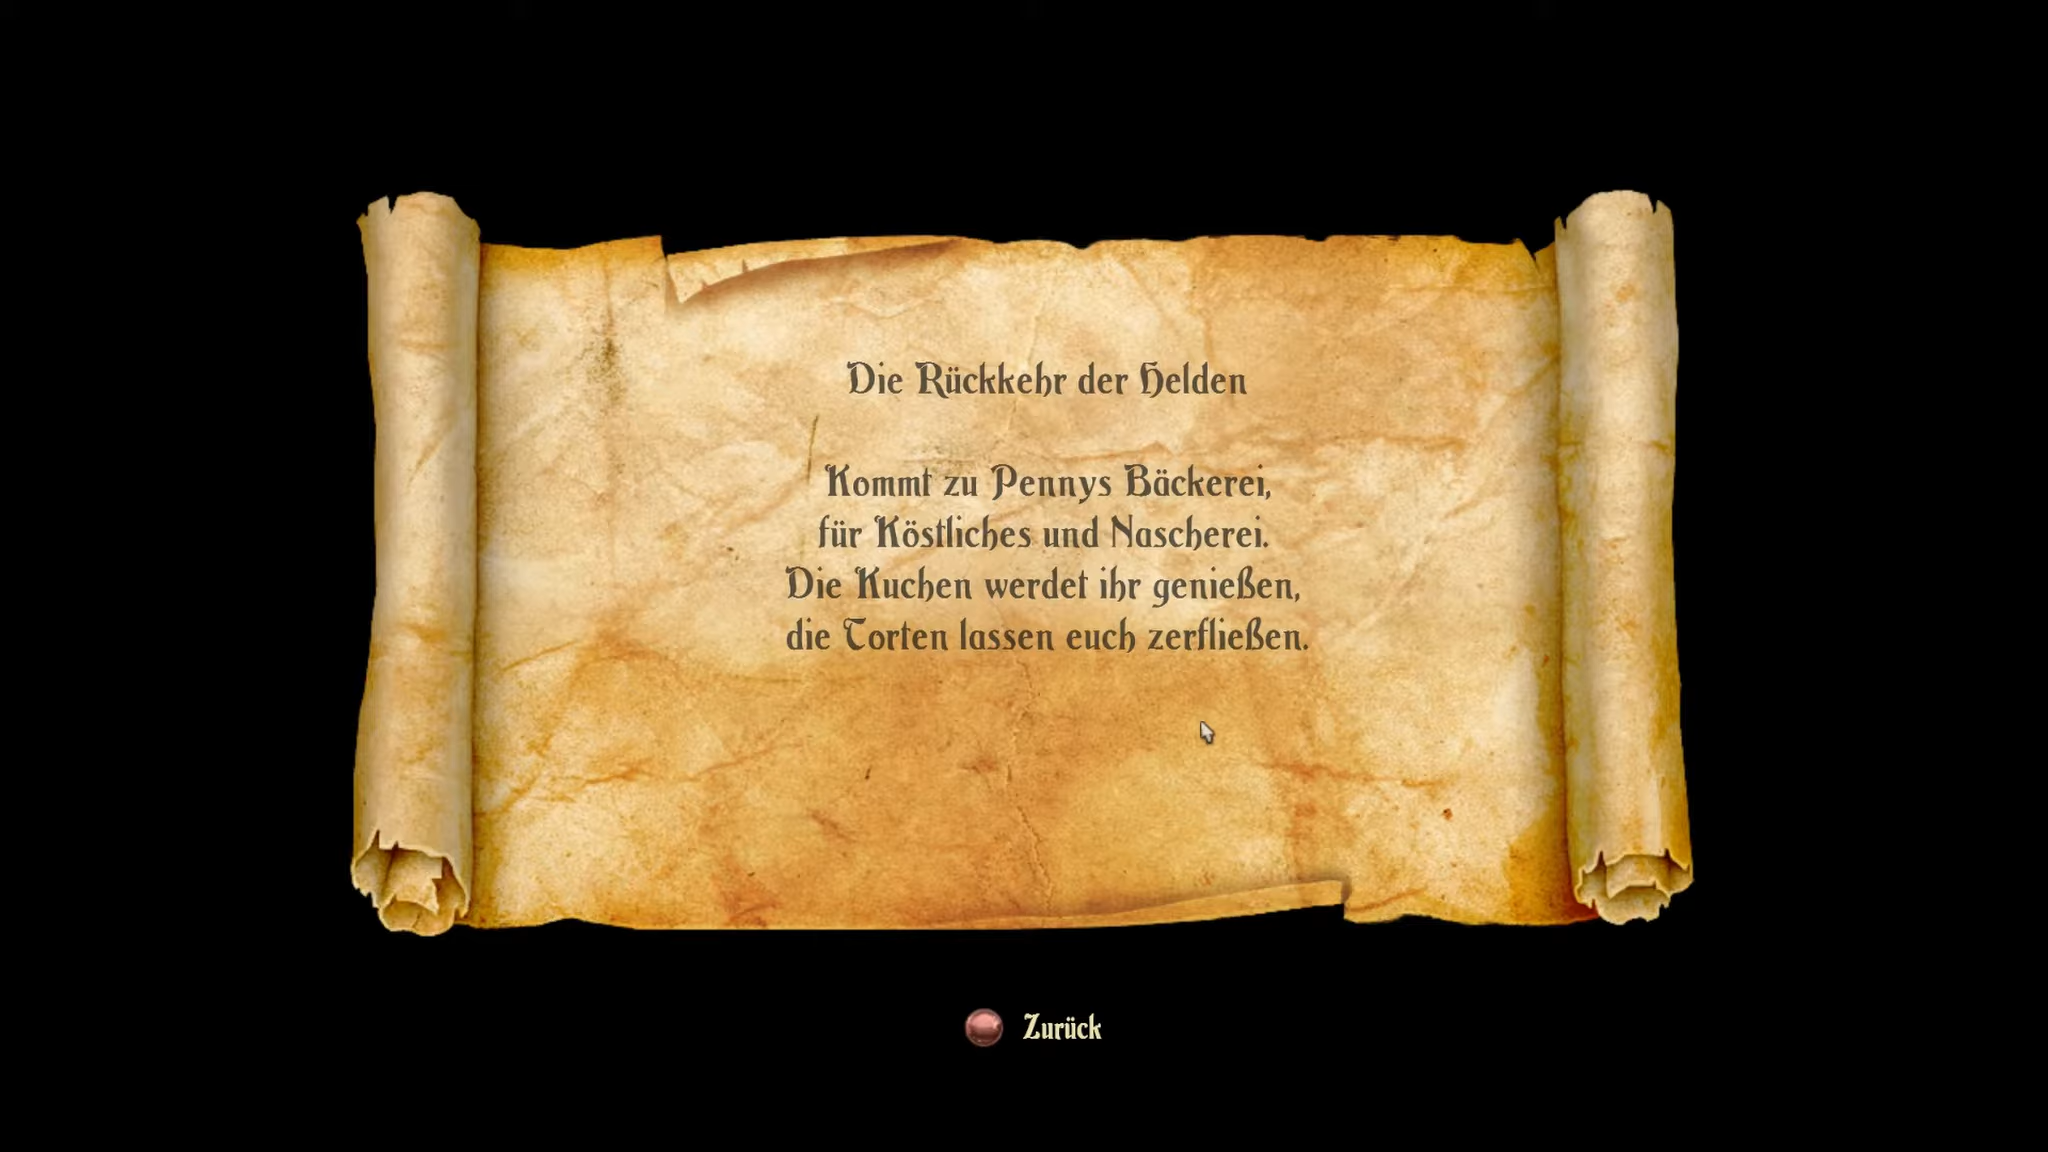 Die Rückkehr der Helden
Kommt zu Pennys Bäckerei,
für Köstliches und Nascherei.
Die Kuchen werdet ihr genießen,
die Torten lassen euch zerfließen.
Zurück